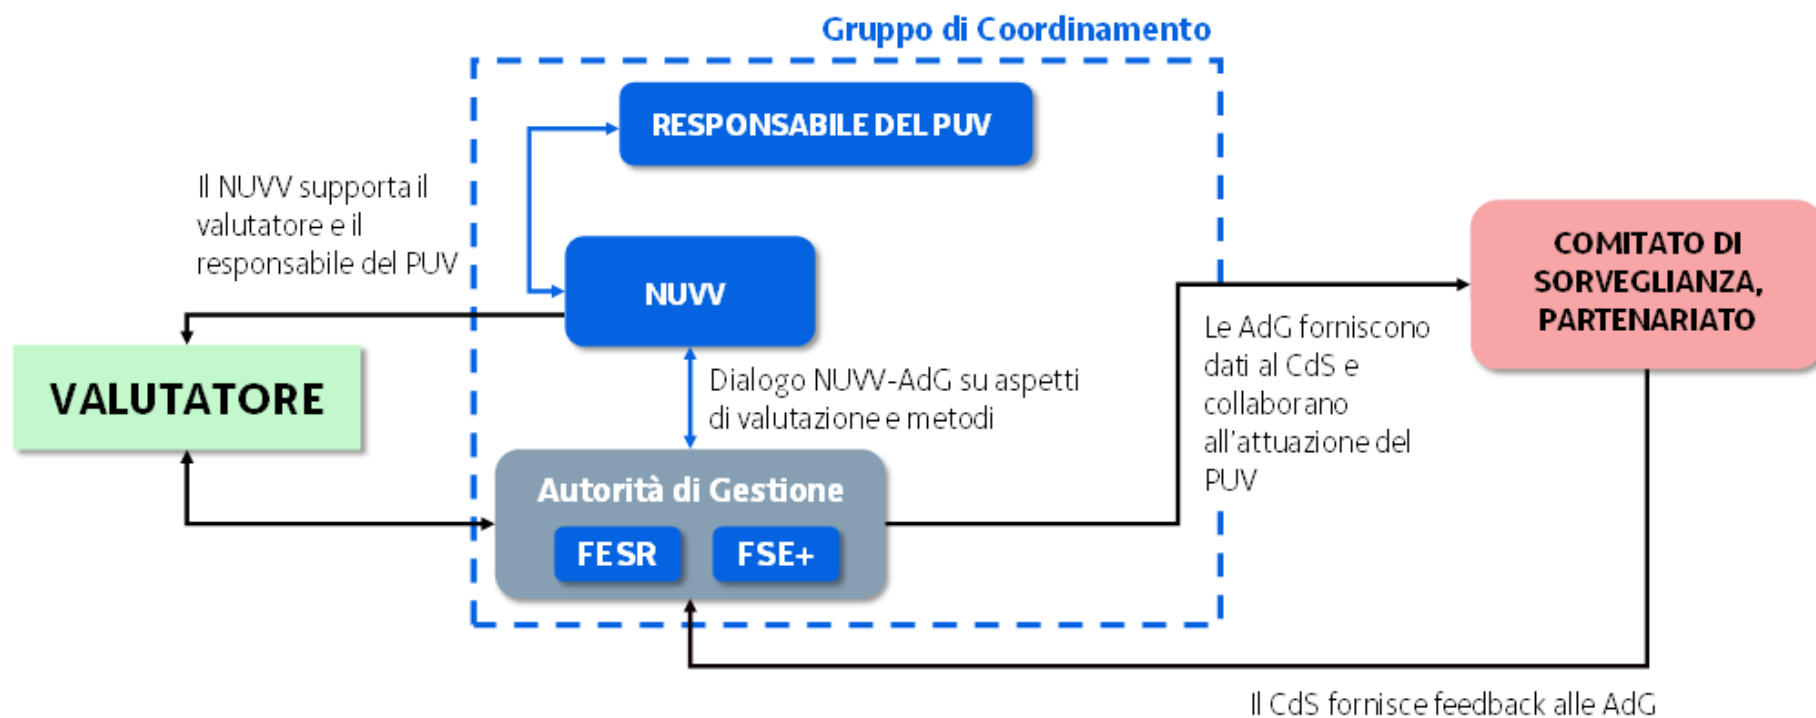 Gruppo di Coordinamento
RESPONSABILE DEL PUV
Il NUVV supporta il
valutatore e il
responsabile del PUV
NUVV
COMITATO DI
SORVEGLIANZA,
PARTENARIATO
VALUTATORE
Dialogo NUVV-AdG su aspetti
di valutazione e metodi
Le AdG forniscono
dati al CdS e
collaborano
all'attuazione del
PUV
Autorità di Gestione
FESR
FSE+
Il CdS fornisce feedback alle AdG